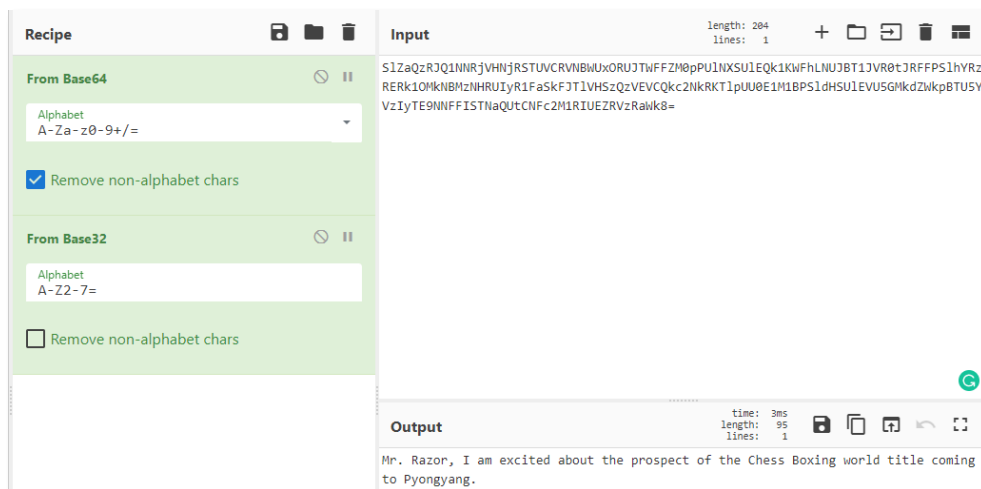 Recipe
From Base64
Alphabet
A-Za-z0-9+/=
Remove non-alphabet chars
From Base32
Alphabet
A-Z2-7=
Remove non-alphabet chars
Input
length: 204
lines: 1
SlZaQzRJQ1NNRjVHNjRSTUVCRVNBWUxORUJTWFFZM0pPUlNXSUlEQk1KWFhLNUJBT1JVR0tJRFFPSlhYRz
RERk1OMkNBMzNHRUIyR1FaSkFJTlVHSzQzVEVCQkc2NkRKTlpUU0E1M1BPSldHSUlEVU5GMkdZWkpBTU5Y
VzIyTE9NNFFISTNaQUtCNFc2M1RIUEZRVzRaWk8=
Output
time: 3ms
length: 95
lines: 1
Mr. Razor, I am excited about the prospect of the Chess Boxing world title coming
to Pyongyang.